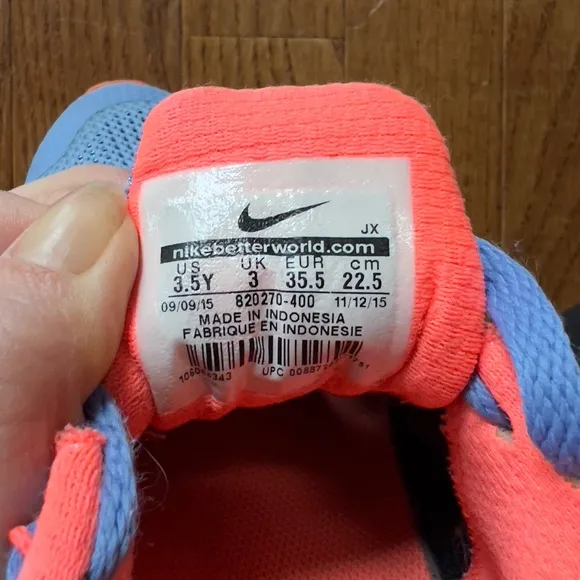 JX
nikebetterworld.com
US UK EUR cm
3.5Y 3 35.5 22.5
09/09/15 820270-400 11/12/15
MADE IN INDONESIA
FABRIQUE EN INDONESIE
UPC